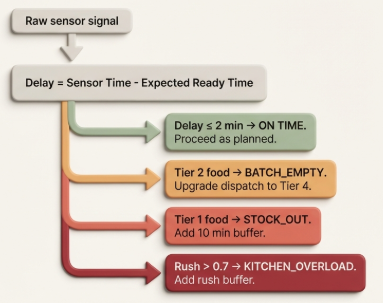 Raw sensor signal
Delay = Sensor Time - Expected Ready Time
Delay ≤ 2 min → ON TIME.
Proceed as planned.
Tier 2 food → BATCH_EMPTY.
Upgrade dispatch to Tier 4.
Tier 1 food → STOCK_OUT.
Add 10 min buffer.
Rush > 0.7 → KITCHEN_OVERLOAD.
Add rush buffer.